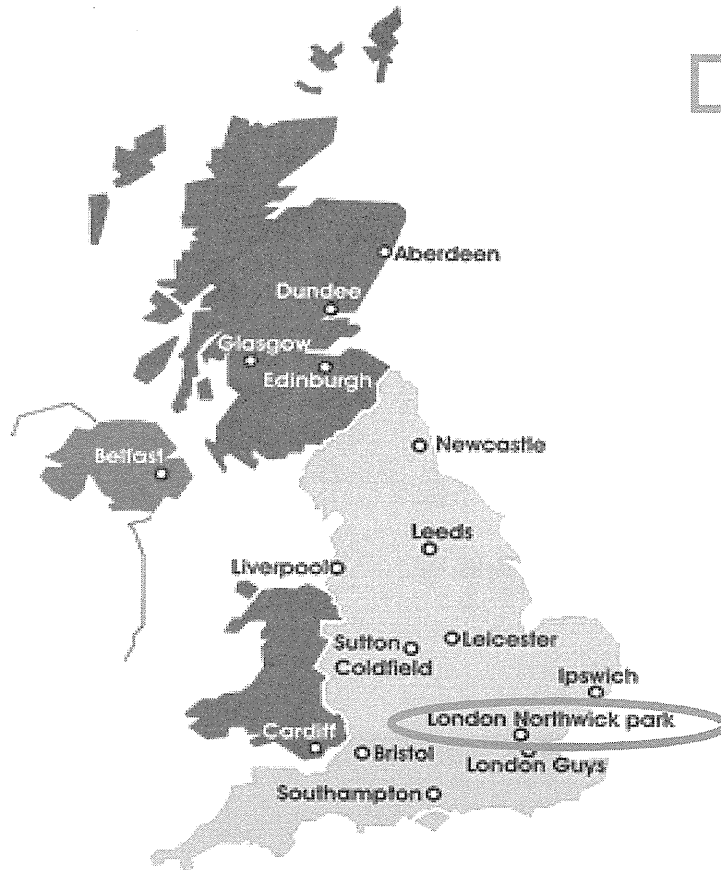 Aberdeen
Dundee
Glasgow
Edinburgh
Newcastle
Belfast
Leeds
Liverpool
Sutton
Coldfield
Leicester
Ipswich
London Northwick park
Cardiff
Bristol
London Guys
Southampton